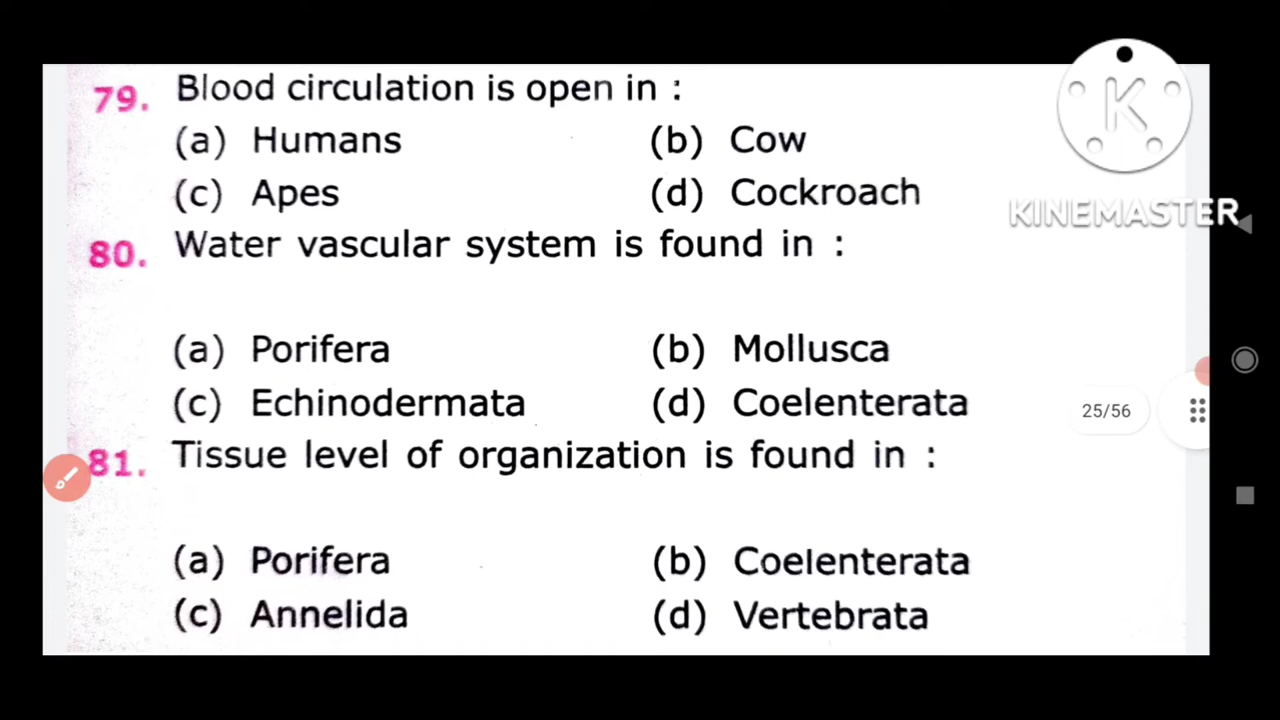 79. Blood circulation is open in :
(a) Humans (b) Cow
(c) Apes (d) Cockroach
KINEMASTER
80. Water vascular system is found in :
(a) Porifera (b) Mollusca
(c) Echinodermata (d) Coelenterata
25/56
81. Tissue level of organization is found in :
(a) Porifera (b) Coelenterata
(c) Annelida (d) Vertebrata